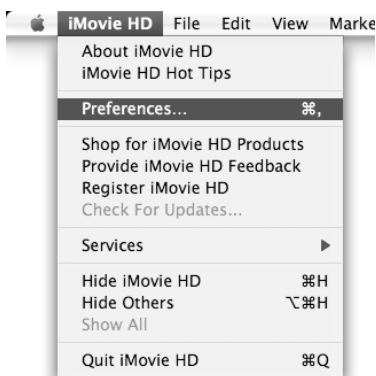 iMovie HD File Edit View Marke
About iMovie HD
iMovie HD Hot Tips
Preferences... ⌘,
Shop for iMovie HD Products
Provide iMovie HD Feedback
Register iMovie HD
Check For Updates...
Services
Hide iMovie HD ⌘H
Hide Others ⌥⌘H
Show All
Quit iMovie HD ⌘Q